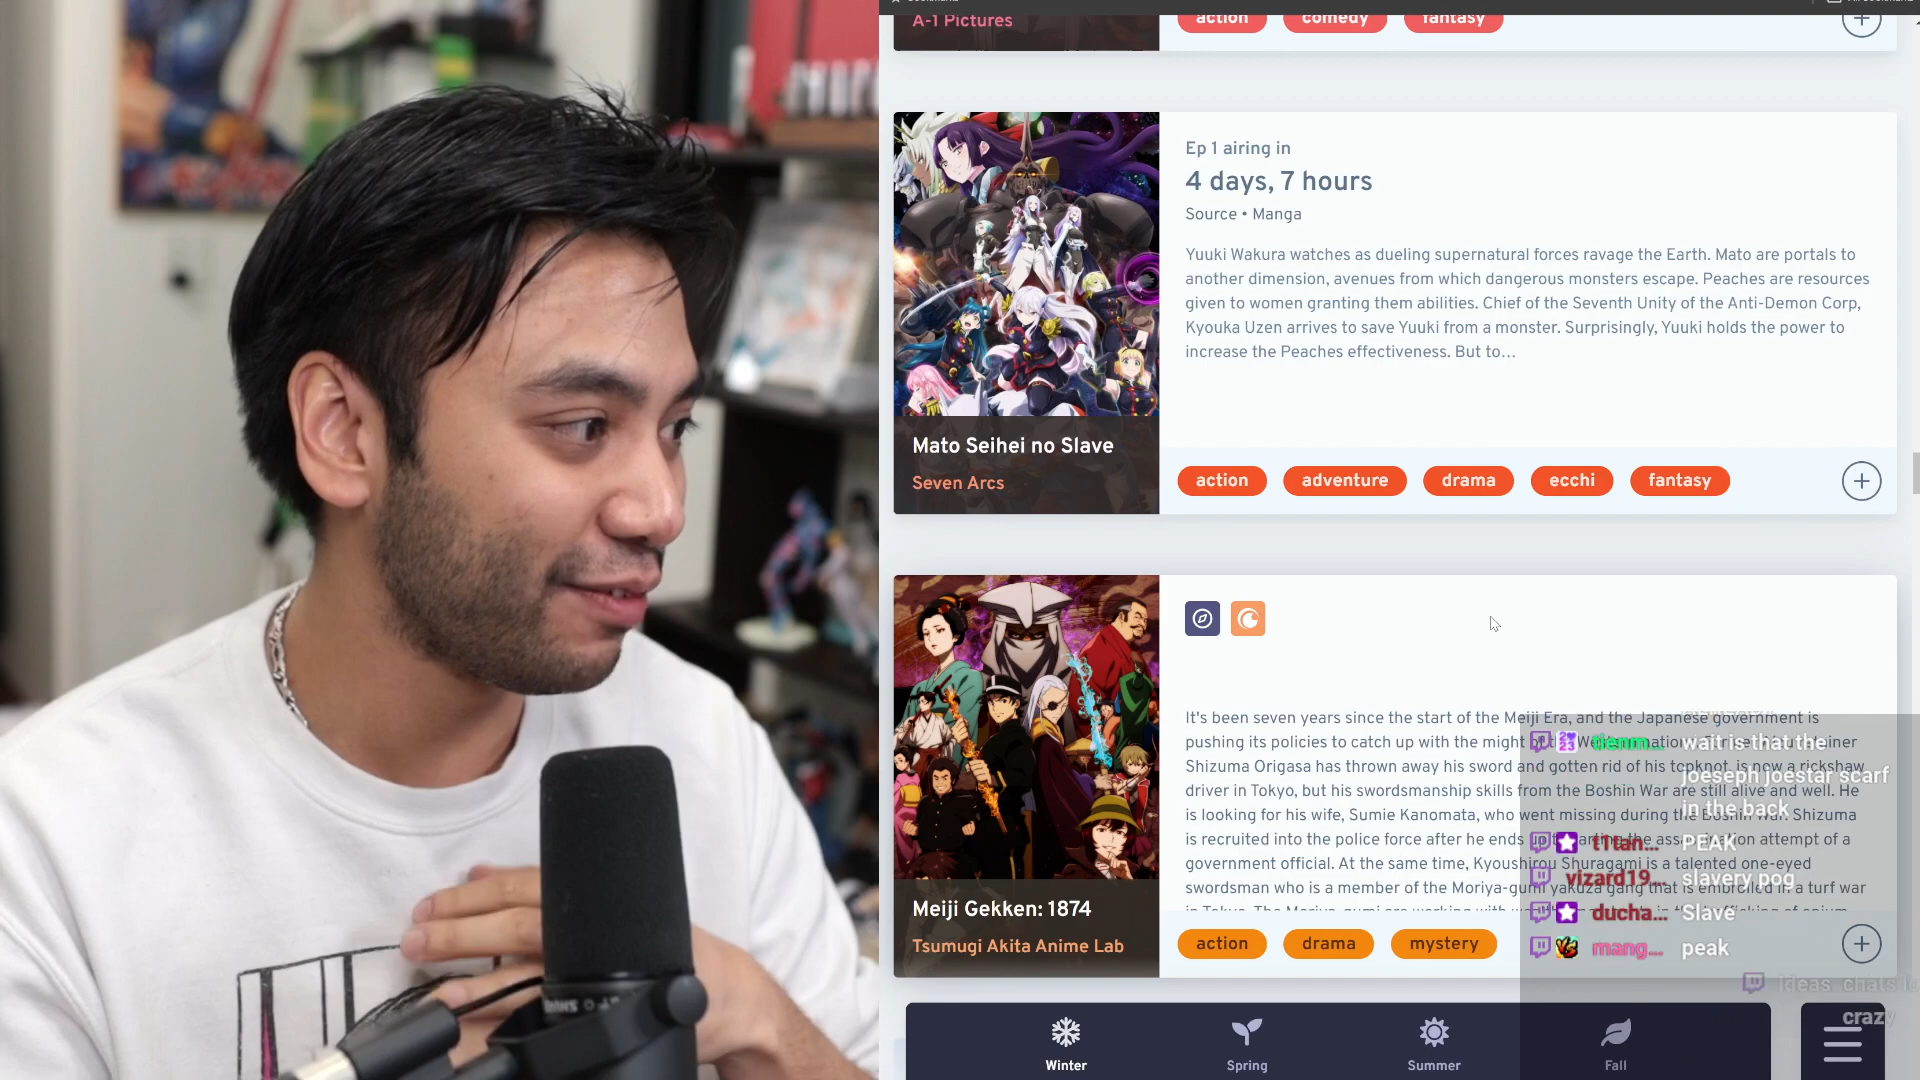 A-1 Pictures
action
comedy
fantasy
Ep 1 airing in
4 days, 7 hours
Source • Manga
Yuuki Wakura watches as dueling supernatural forces ravage the Earth. Mato are portals to
another dimension, avenues from which dangerous monsters escape. Peaches are resources
given to women granting them abilities. Chief of the Seventh Unity of the Anti-Demon Corp,
Kyouka Uzen arrives to save Yuuki from a monster. Surprisingly, Yuuki holds the power to
increase the Peaches effectiveness. But to...
Mato Seihei no Slave
Seven Arcs
action
adventure
drama
ecchi
fantasy
It's been seven years since the start of the Meiji Era, and the Japanese government is
pushing its policies to catch up with the might
Shizuma Origasa has thrown away his sword and gotten rid of his topknot, is now a rickshaw
driver in Tokyo, but his swordsmanship skills from the Boshin War are still alive and well. He
is looking for his wife, Sumie Kanomata, who went missing during the Boshin War. Shizuma
is recruited into the police force after he ends attempt of a
government official. At the same time, Kyoushirou Shuragami is a talented one-eyed
swordsman who is a member of the Moriya-gumi yakuza gang that is embroiled in a turf war
Meiji Gekken: 1874
Tsumugi Akita Anime Lab
action
drama
mystery
tienm... wait is that the
joeseph joestar scarf
in the back
t1tan... PEAK
vizard19... slavery pog
ducha... Slave
mang... peak
ideas chats
crazy
Winter
Spring
Summer
Fall